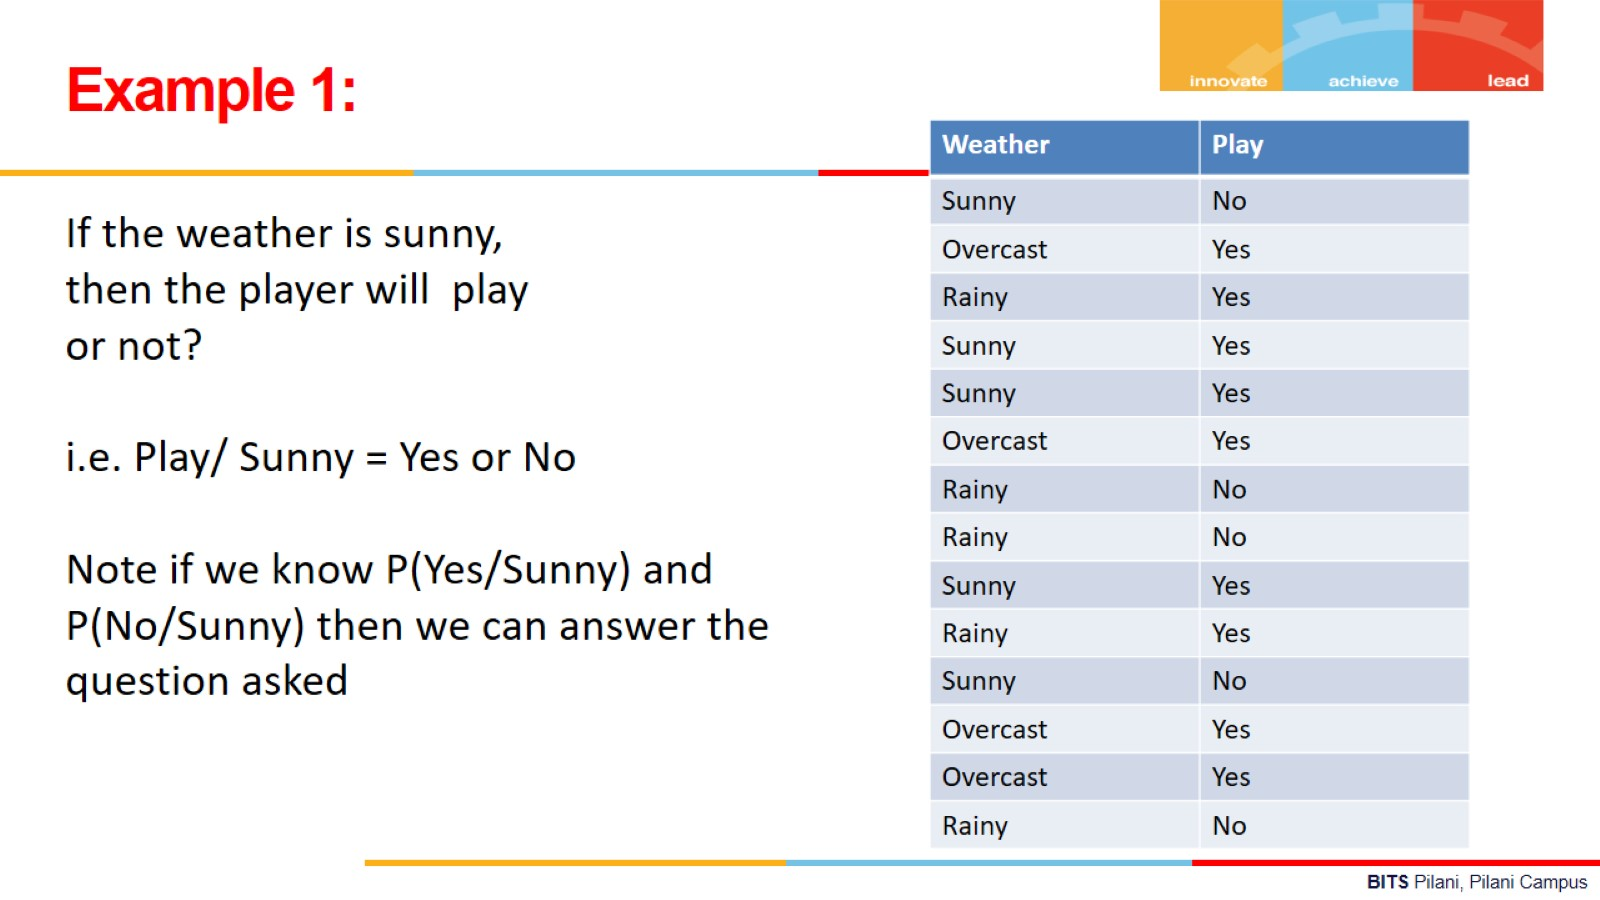 innovate achieve lead
Example 1:
If the weather is sunny,
then the player will  play
or not?
i.e. Play/ Sunny = Yes or No
Note if we know P(Yes/Sunny) and
P(No/Sunny) then we can answer the
question asked
Weather Play
Sunny No
Overcast Yes
Rainy Yes
Sunny Yes
Sunny Yes
Overcast Yes
Rainy No
Rainy No
Sunny Yes
Rainy Yes
Sunny No
Overcast Yes
Overcast Yes
Rainy No
BITS Pilani, Pilani Campus